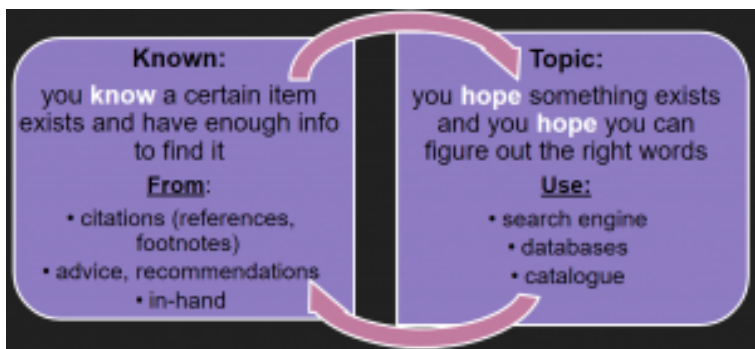 Known:
you know a certain item
exists and have enough info
to find it
From:
• citations (references,
footnotes)
• advice, recommendations
• in-hand
Topic:
you hope something exists
and you hope you can
figure out the right words
Use:
• search engine
• databases
• catalogue